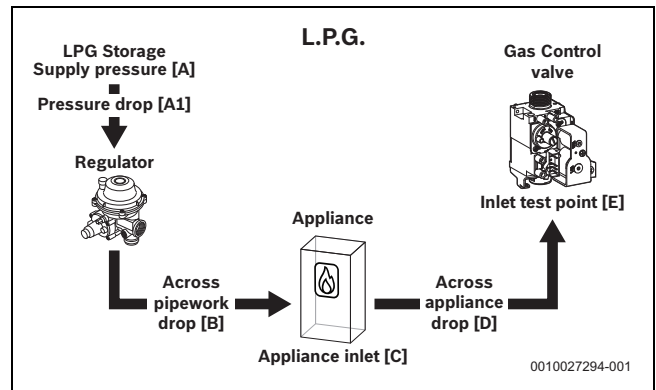 L.P.G.
LPG Storage
Supply pressure [A]
Pressure drop [A1]
Regulator
Across
pipework
drop [B]
Appliance
Appliance inlet [C]
Across
appliance
drop [D]
Gas Control
valve
Inlet test point [E]
0010027294-001